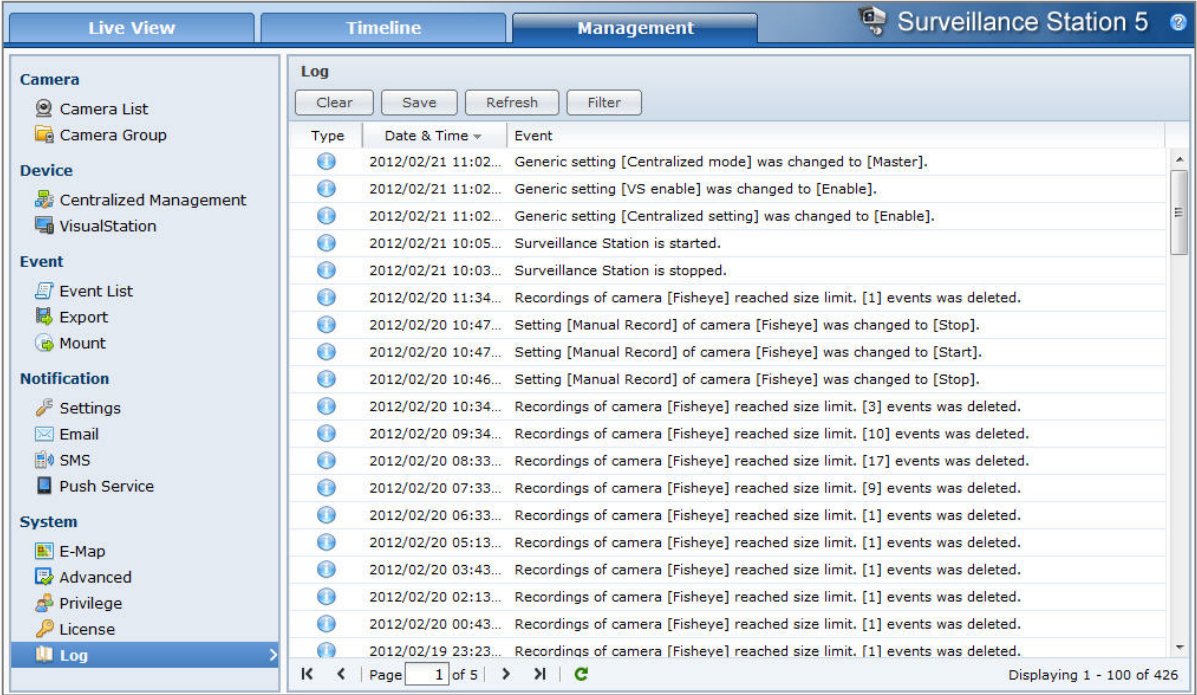 Live View Timeline Management Surveillance Station 5 ?
Camera
Camera List
Camera Group
Device
Centralized Management
VisualStation
Event
Event List
Export
Mount
Notification
Settings
Email
SMS
Push Service
System
E-Map
Advanced
Privilege
License
Log
Log
Clear Save Refresh Filter
Type Date & Time Event
2012/02/21 11:02... Generic setting [Centralized mode] was changed to [Master].
2012/02/21 11:02... Generic setting [VS enable] was changed to [Enable].
2012/02/21 11:02... Generic setting [Centralized setting] was changed to [Enable].
2012/02/21 10:05... Surveillance Station is started.
2012/02/21 10:03... Surveillance Station is stopped.
2012/02/20 11:34... Recordings of camera [Fisheye] reached size limit. [1] events was deleted.
2012/02/20 10:47... Setting [Manual Record] of camera [Fisheye] was changed to [Stop].
2012/02/20 10:47... Setting [Manual Record] of camera [Fisheye] was changed to [Start].
2012/02/20 10:46... Setting [Manual Record] of camera [Fisheye] was changed to [Stop].
2012/02/20 10:34... Recordings of camera [Fisheye] reached size limit. [3] events was deleted.
2012/02/20 09:34... Recordings of camera [Fisheye] reached size limit. [10] events was deleted.
2012/02/20 08:33... Recordings of camera [Fisheye] reached size limit. [17] events was deleted.
2012/02/20 07:33... Recordings of camera [Fisheye] reached size limit. [9] events was deleted.
2012/02/20 06:33... Recordings of camera [Fisheye] reached size limit. [1] events was deleted.
2012/02/20 05:13... Recordings of camera [Fisheye] reached size limit. [1] events was deleted.
2012/02/20 03:43... Recordings of camera [Fisheye] reached size limit. [1] events was deleted.
2012/02/20 02:13... Recordings of camera [Fisheye] reached size limit. [1] events was deleted.
2012/02/20 00:43... Recordings of camera [Fisheye] reached size limit. [1] events was deleted.
2012/02/19 23:23... Recordings of camera [Fisheye] reached size limit. [1] events was deleted.
Page 1 of 5 Displaying 1 - 100 of 426